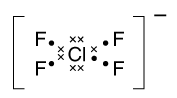 [ ×× ]⁻
F • × Cl × • F
F • × • F
××